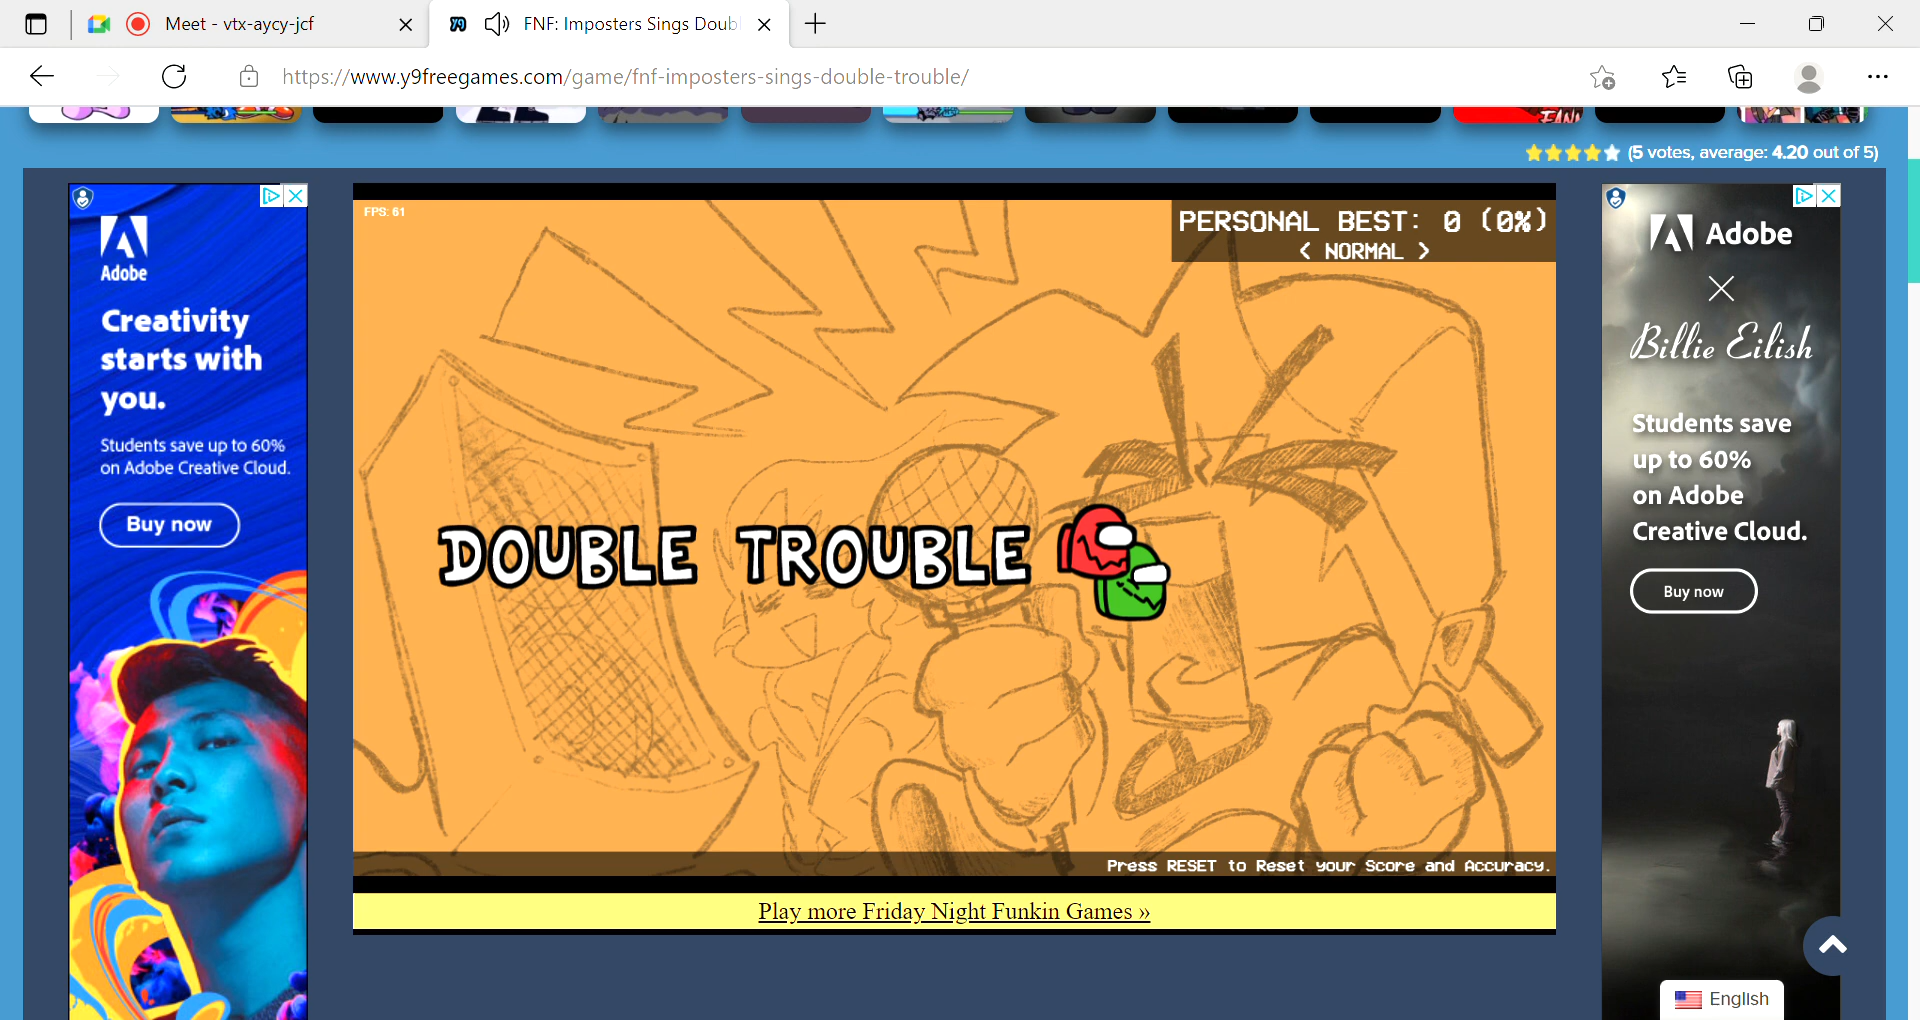 Meet - vtx-aycy-jcf
FNF: Imposters Sings Doub
https://www.y9freegames.com/game/fnf-imposters-sings-double-trouble/
(5 votes, average: 4.20 out of 5)
Adobe
Creativity
starts with
you.
Students save up to 60%
on Adobe Creative Cloud.
Buy now
FPS: 61
PERSONAL BEST: 0 (0%)
< NORMAL >
DOUBLE TROUBLE
Press RESET to Reset your Score and Accuracy.
Play more Friday Night Funkin Games »
Adobe
Billie Eilish
Students save
up to 60%
on Adobe
Creative Cloud.
Buy now
English